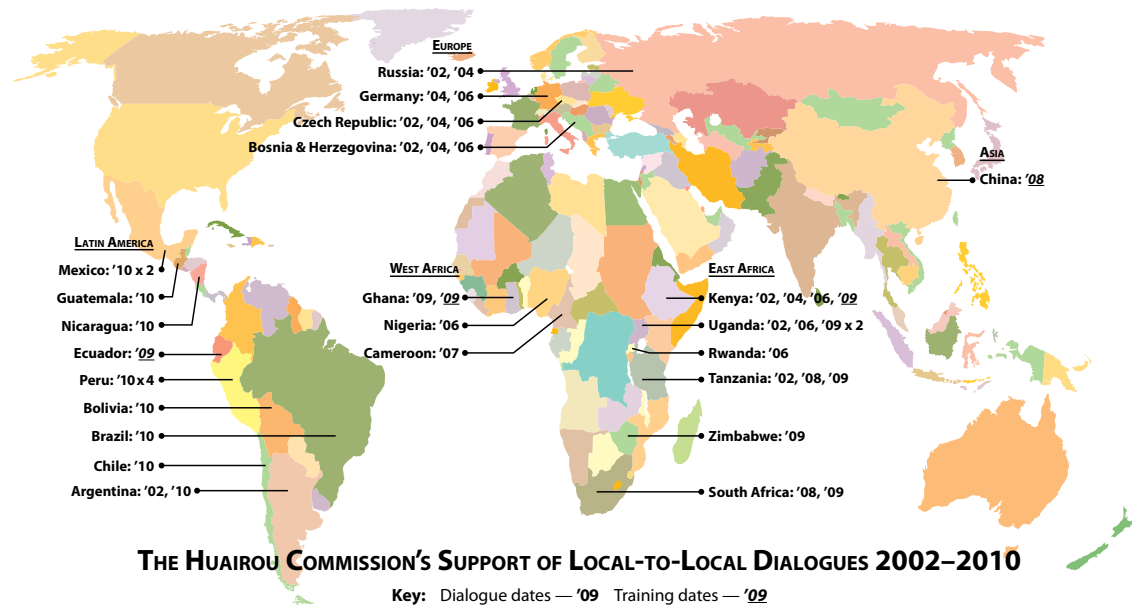 EUROPE
Russia: ’02, ’04
Germany: ’04, ’06
Czech Republic: ’02, ’04, ’06
Bosnia & Herzegovina: ’02, ’04, ’06
ASIA
China: ’08
LATIN AMERICA
Mexico: ’10 x 2
Guatemala: ’10
Nicaragua: ’10
Ecuador: ’09
Peru: ’10 x 4
Bolivia: ’10
Brazil: ’10
Chile: ’10
Argentina: ’02, ’10
WEST AFRICA
Ghana: ’09, ’09
Nigeria: ’06
Cameroon: ’07
EAST AFRICA
Kenya: ’02, ’04, ’06, ’09
Uganda: ’02, ’06, ’09 x 2
Rwanda: ’06
Tanzania: ’02, ’08, ’09
Zimbabwe: ’09
South Africa: ’08, ’09
THE HUAIROU COMMISSION’S SUPPORT OF LOCAL-TO-LOCAL DIALOGUES 2002–2010
Key: Dialogue dates — ’09 Training dates — ’09